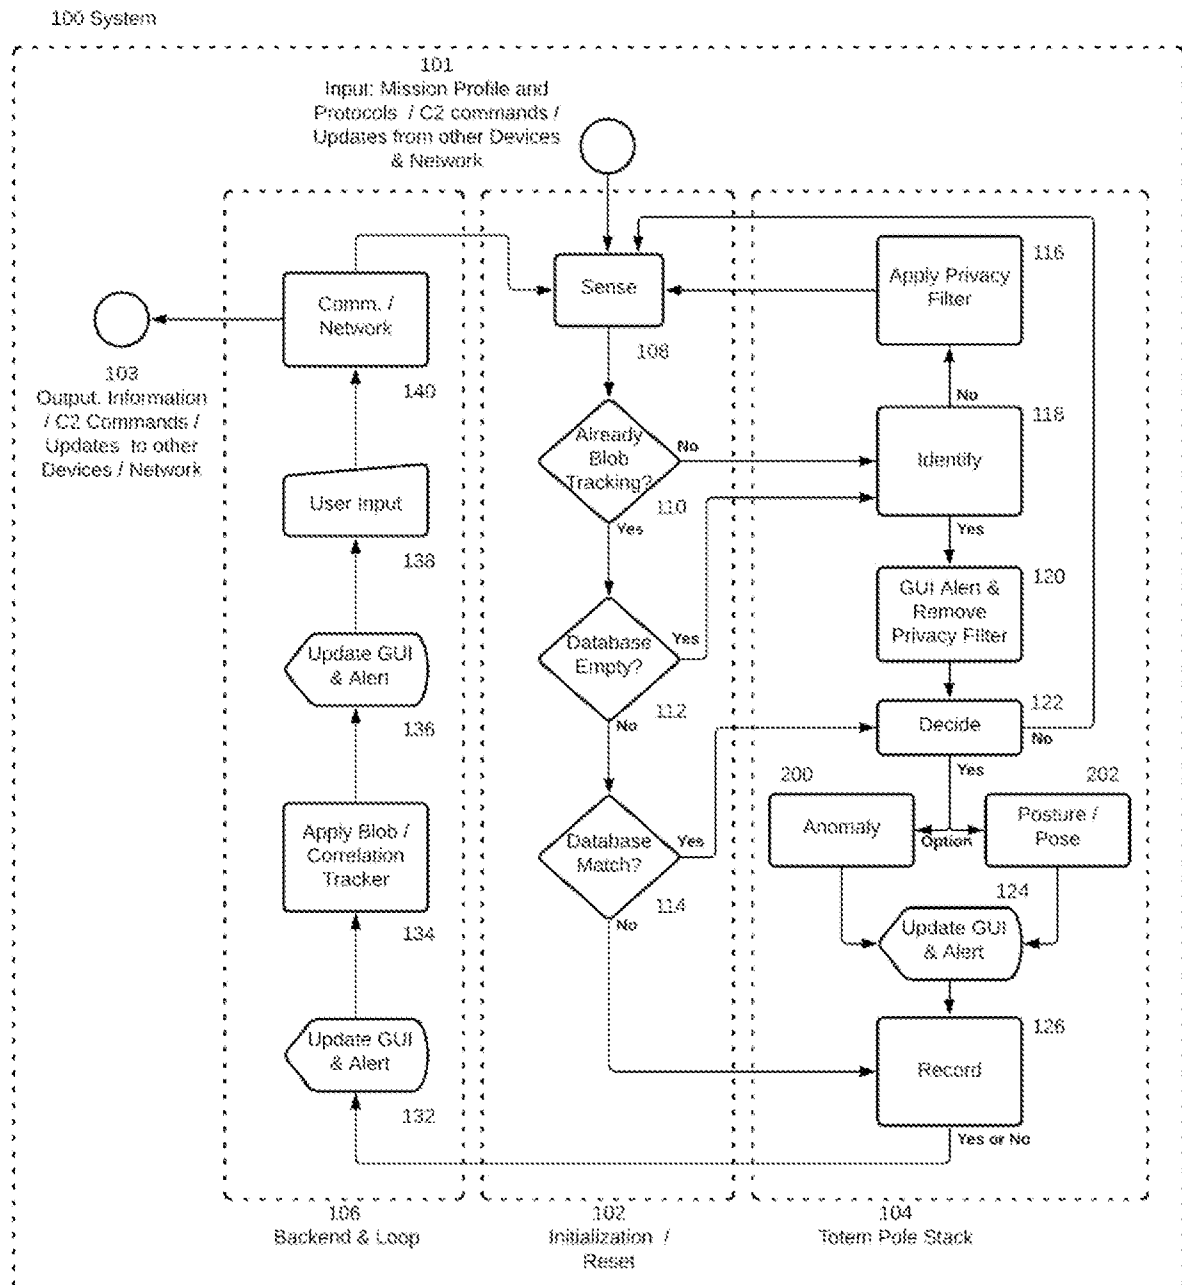 100 System
101
Input: Mission Profile and
Protocols / C2 commands /
Updates from other Devices
& Network
103
Output. Information
/ C2 Commands /
Updates to other
Devices / Network
Comm. /
Network
140
User Input
138
Update GUI
& Alert
136
Apply Blob /
Correlation
Tracker
134
Update GUI
& Alert
132
106
Backend & Loop
Sense
108
Already
Blob
Tracking?
No
110
Yes
Database
Empty?
Yes
112
No
Database
Match?
Yes
114
No
102
Initialization /
Reset
Apply Privacy
Filter
116
No
118
Identify
Yes
GUI Alert &
Remove
Privacy Filter
120
Decide
122
No
Yes
200
Anomaly
Option
202
Posture /
Pose
124
Update GUI
& Alert
Record
126
Yes or No
104
Totem Pole Stack